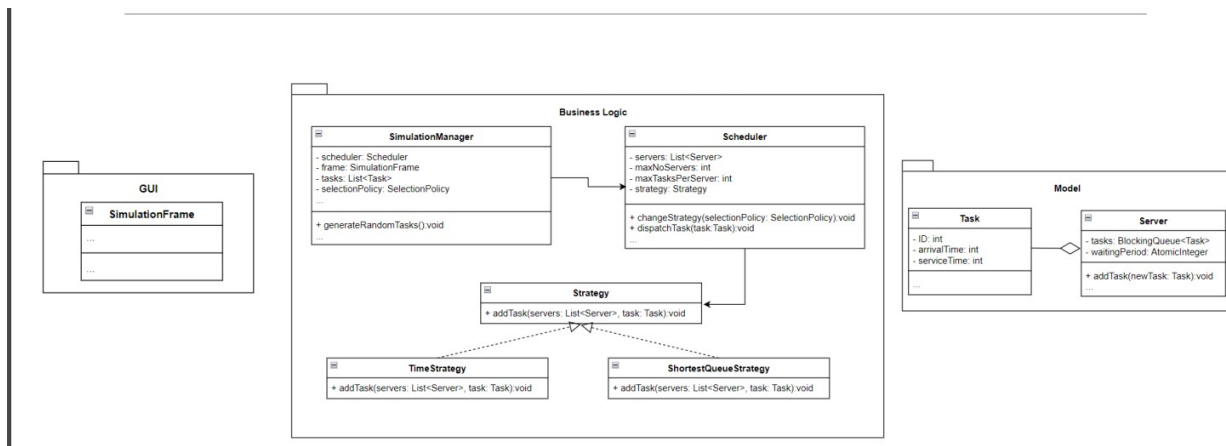 GUI
SimulationFrame
...
...
Business Logic
SimulationManager
- scheduler: Scheduler
- frame: SimulationFrame
- tasks: List<Task>
- selectionPolicy: SelectionPolicy
...
+ generateRandomTasks():void
...
Scheduler
- servers: List<Server>
- maxNoServers: int
- maxTasksPerServer: int
- strategy: Strategy
+ changeStrategy(selectionPolicy: SelectionPolicy):void
+ dispatchTask(task:Task):void
...
Strategy
+ addTask(servers: List<Server>, task: Task):void
TimeStrategy
+ addTask(servers: List<Server>, task: Task):void
ShortestQueueStrategy
+ addTask(servers: List<Server>, task: Task):void
Model
Task
- ID: int
- arrivalTime: int
- serviceTime: int
...
Server
- tasks: BlockingQueue<Task>
- waitingPeriod: AtomicInteger
+ addTask(newTask: Task):void
...